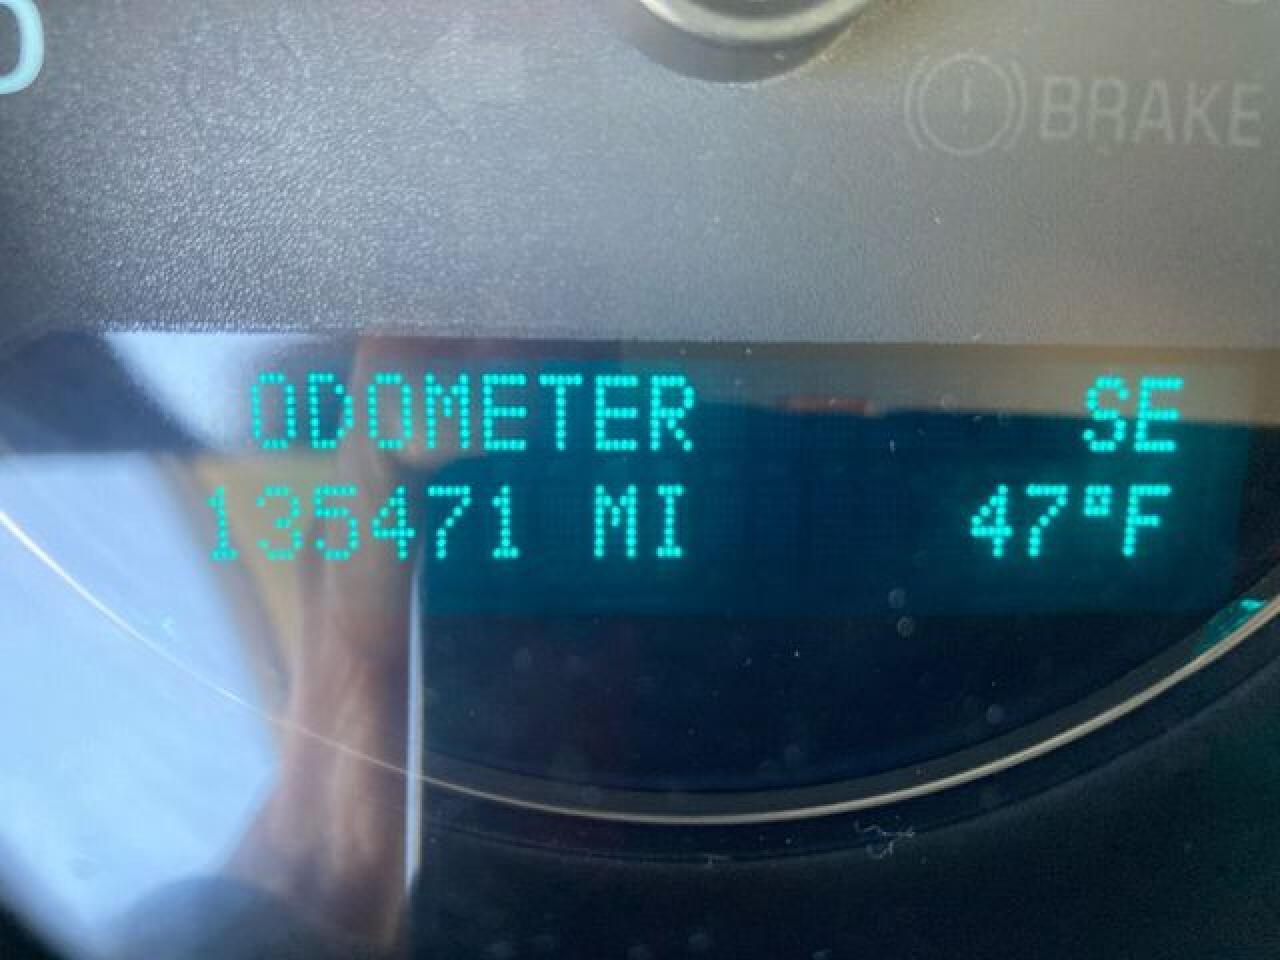 BRAKE
ODOMETER SE
135471 MI 47°F